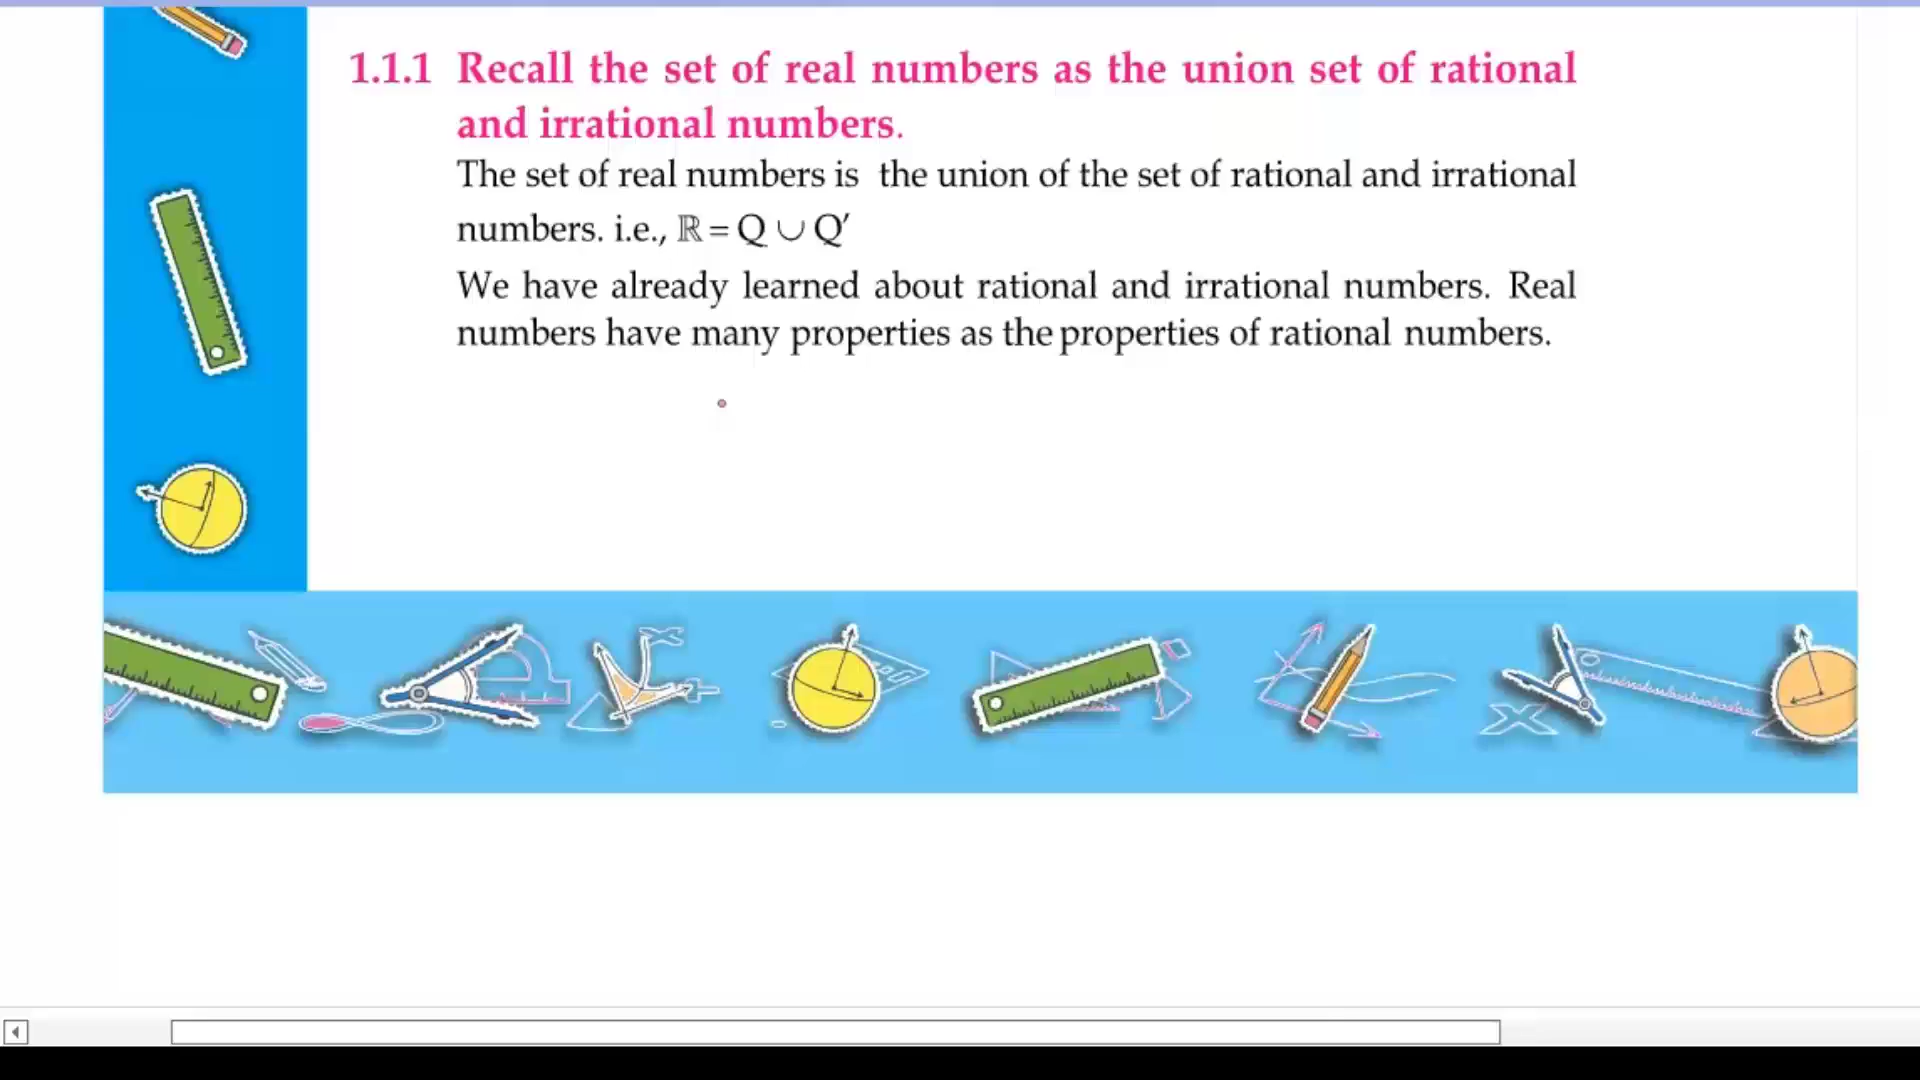 1.1.1 Recall the set of real numbers as the union set of rational
and irrational numbers.
The set of real numbers is the union of the set of rational and irrational
numbers. i.e., ℝ = Q ∪ Q′
We have already learned about rational and irrational numbers. Real
numbers have many properties as the properties of rational numbers.